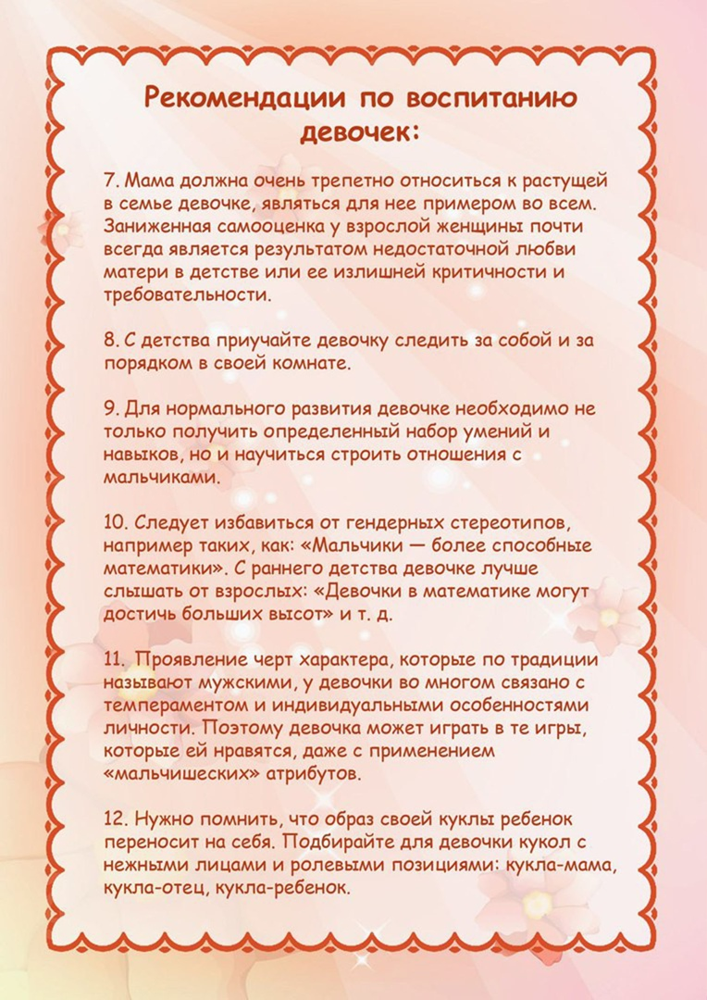 Рекомендации по воспитанию
девочек:
7. Мама должна очень трепетно относиться к растущей
в семье девочке, являться для нее примером во всем.
Заниженная самооценка у взрослой женщины почти
всегда является результатом недостаточной любви
матери в детстве или ее излишней критичности и
требовательности.
8. С детства приучайте девочку следить за собой и за
порядком в своей комнате.
9. Для нормального развития девочке необходимо не
только получить определенный набор умений и
навыков, но и научиться строить отношения с
мальчиками.
10. Следует избавиться от гендерных стереотипов,
например таких, как: «Мальчики — более способные
математики». С раннего детства девочке лучше
слышать от взрослых: «Девочки в математике могут
достичь больших высот» и т. д.
11. Проявление черт характера, которые по традиции
называют мужскими, у девочки во многом связано с
темпераментом и индивидуальными особенностями
личности. Поэтому девочка может играть в те игры,
которые ей нравятся, даже с применением
«мальчишеских» атрибутов.
12. Нужно помнить, что образ своей куклы ребенок
переносит на себя. Подбирайте для девочки кукол с
нежными лицами и ролевыми позициями: кукла-мама,
кукла-отец, кукла-ребенок.